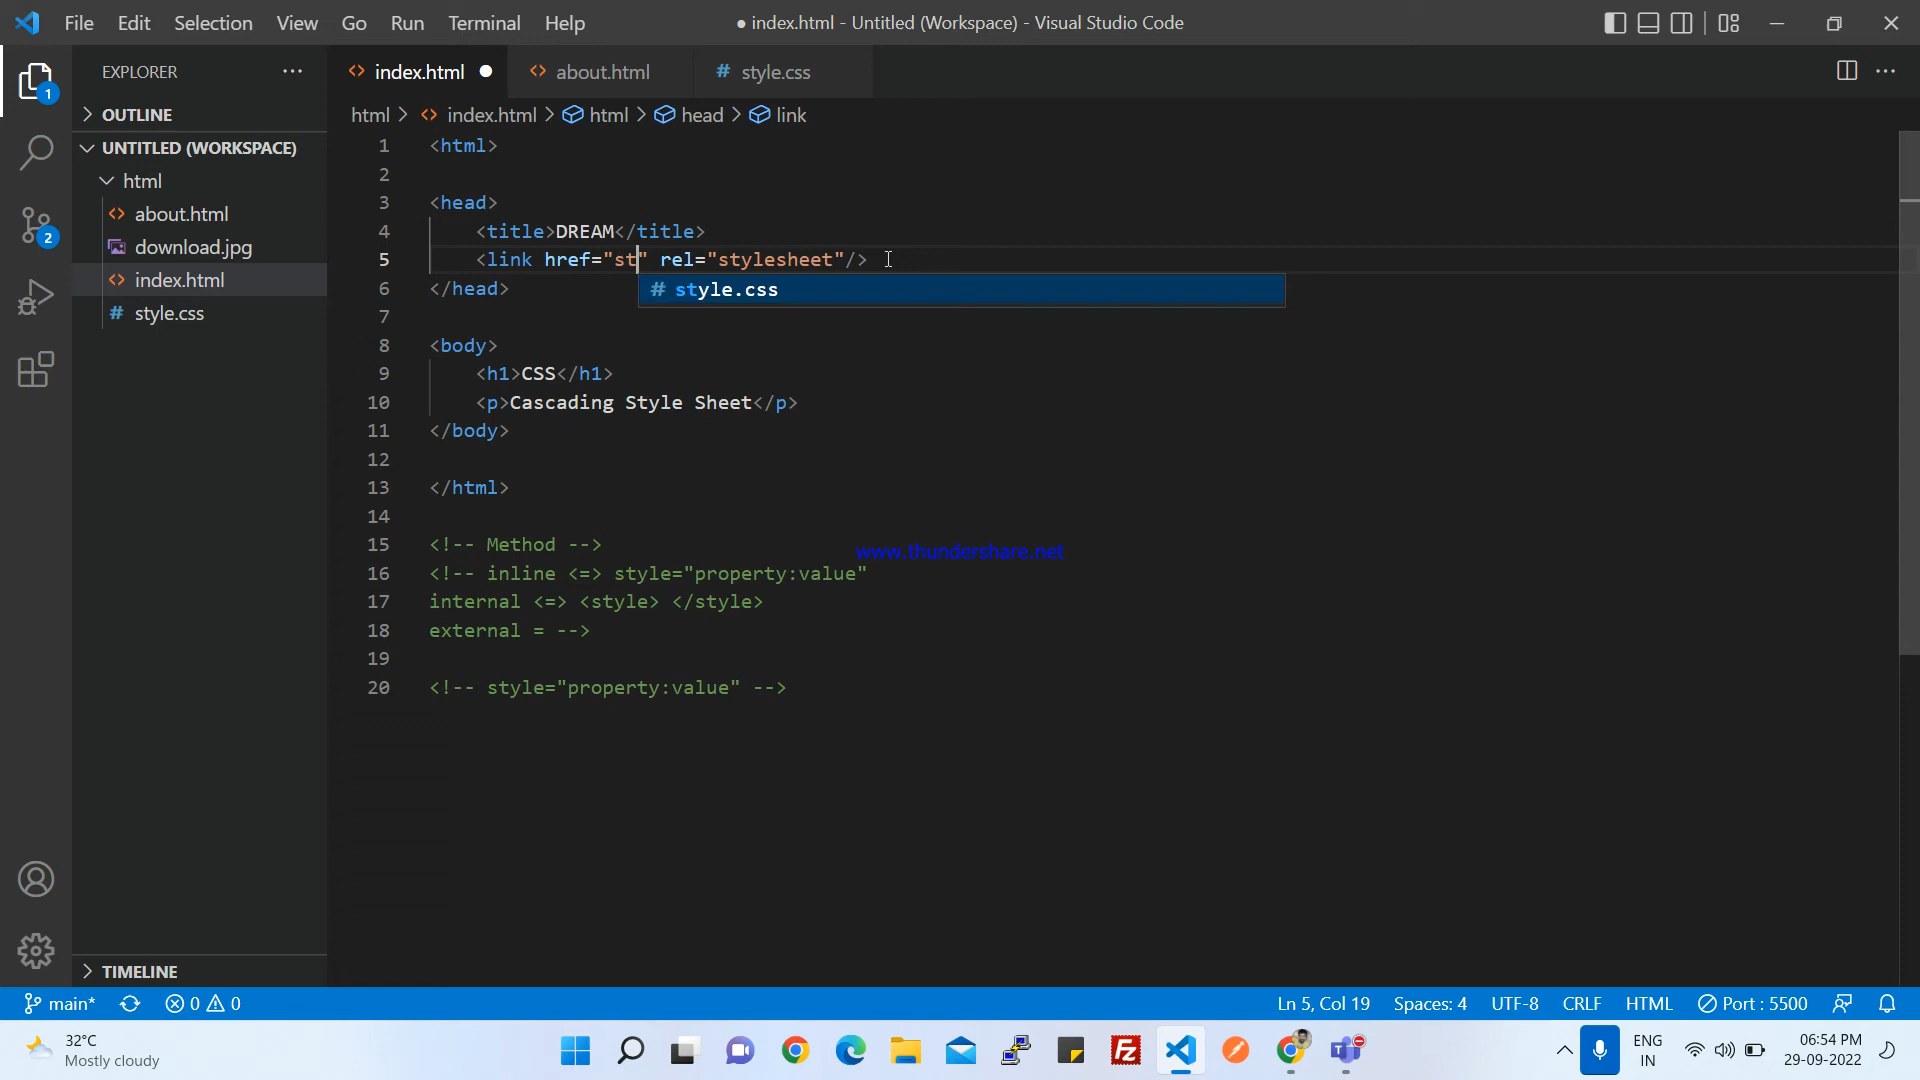 File Edit Selection View Go Run Terminal Help
● index.html - Untitled (Workspace) - Visual Studio Code
EXPLORER
index.html about.html # style.css
OUTLINE
html > index.html > html > head > link
UNTITLED (WORKSPACE)
html
about.html
download.jpg
index.html
# style.css
1 <html>
2
3 <head>
4 <title>DREAM</title>
5 <link href="st" rel="stylesheet"/>
# style.css
6 </head>
7
8 <body>
9 <h1>CSS</h1>
10 <p>Cascading Style Sheet</p>
11 </body>
12
13 </html>
14
15 <!-- Method -->
www.thundershare.net
16 <!-- inline <=> style="property:value"
17 internal <=> <style> </style>
18 external = -->
19
20 <!-- style="property:value" -->
1
2
TIMELINE
main* 0 0 Ln 5, Col 19 Spaces: 4 UTF-8 CRLF HTML Port : 5500
32°C
Mostly cloudy
Fz
T
ENG
IN
06:54 PM
29-09-2022